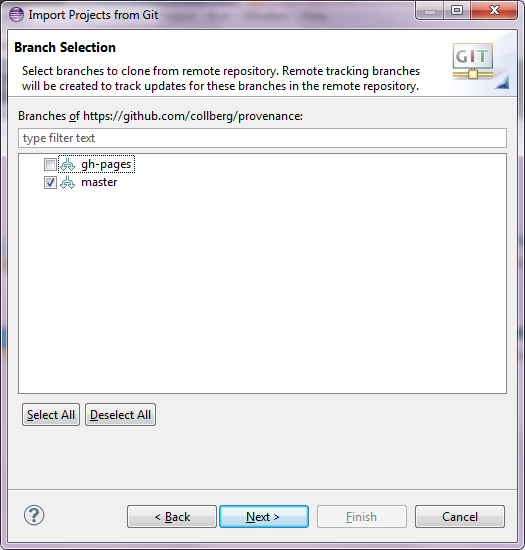 Import Projects from Git
Branch Selection
GIT
Select branches to clone from remote repository. Remote tracking branches
will be created to track updates for these branches in the remote repository.
Branches of https://github.com/collberg/provenance:
type filter text
gh-pages
master
Select All Deselect All
? < Back Next > Finish Cancel